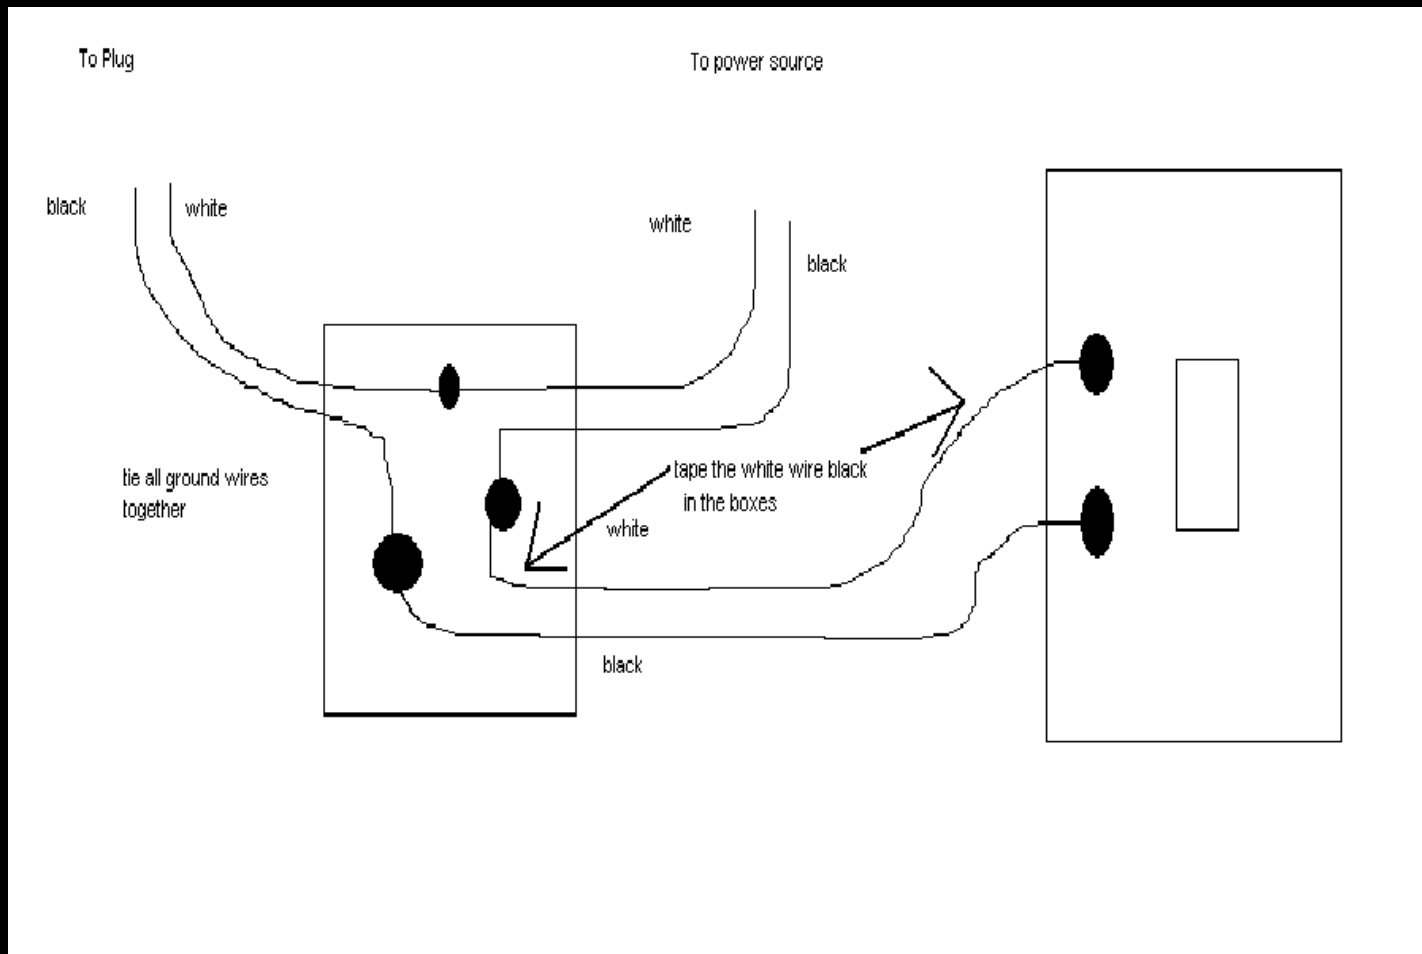 To Plug
To power source
black
white
white
black
tie all ground wires
together
tape the white wire black
in the boxes
white
black